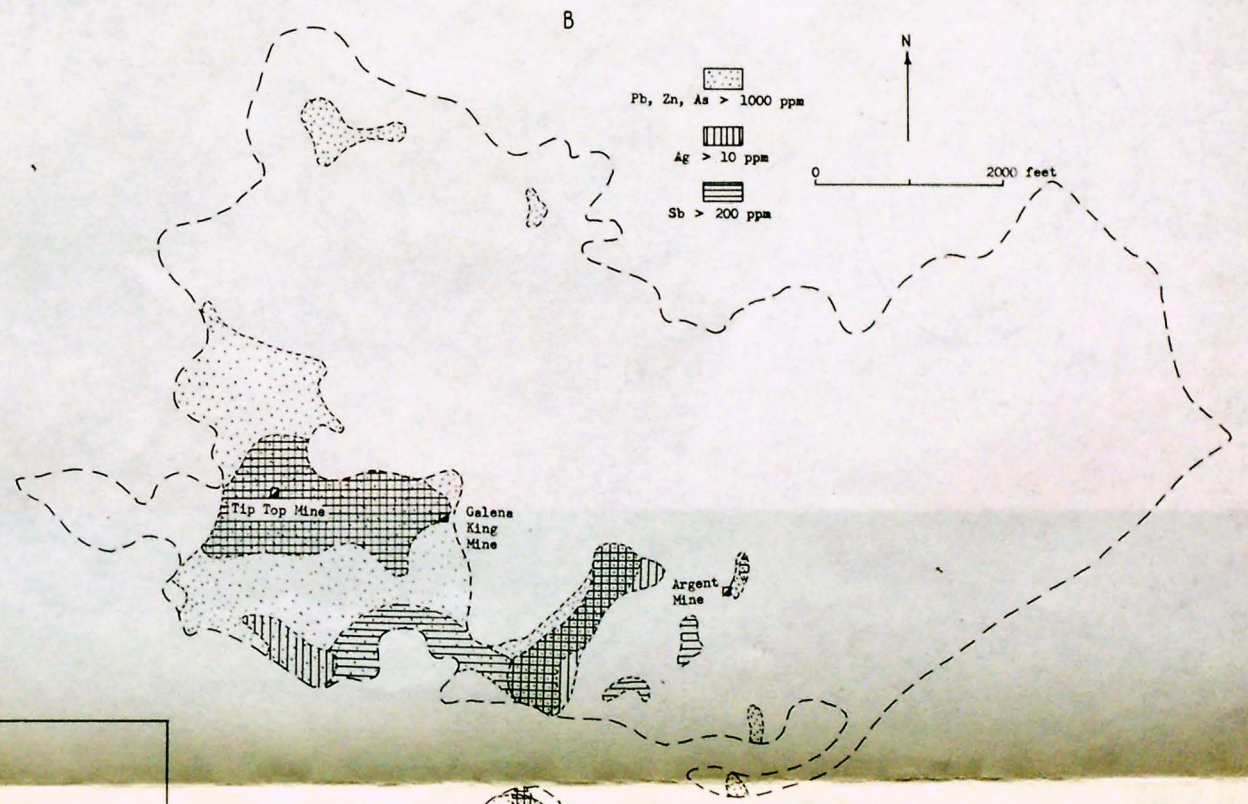 B
N
Pb, Zn, As > 1000 ppm
Ag > 10 ppm
Sb > 200 ppm
0 2000 feet
Tip Top Mine
Galena
King
Mine
Argent
Mine